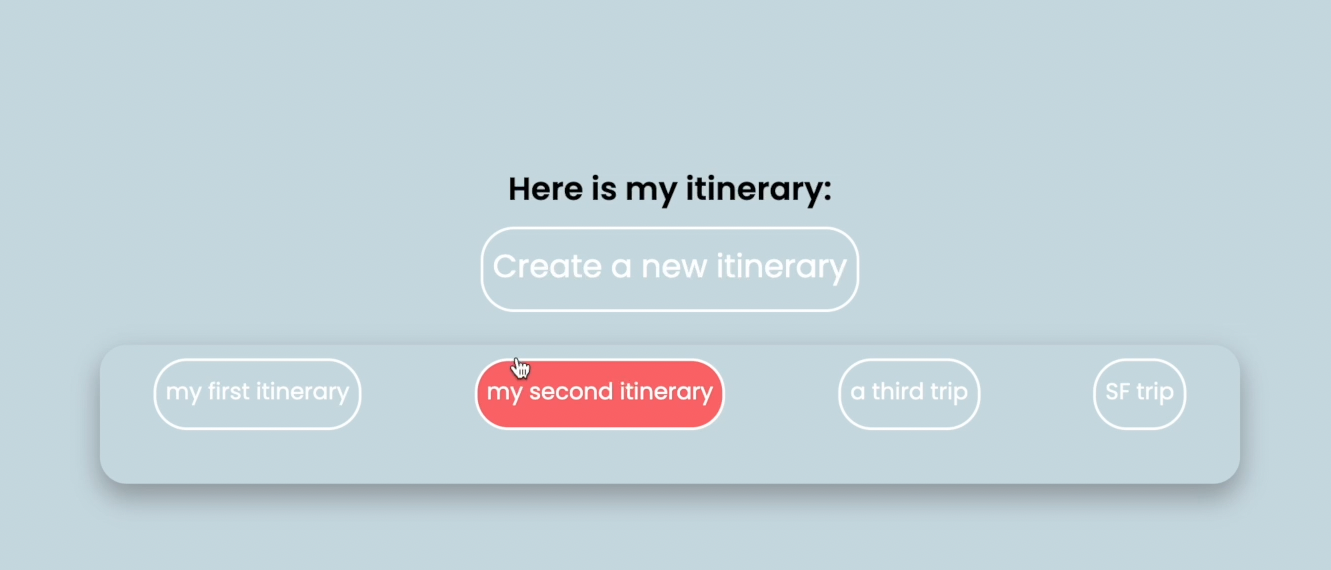 Here is my itinerary:
Create a new itinerary
my first itinerary
my second itinerary
a third trip
SF trip